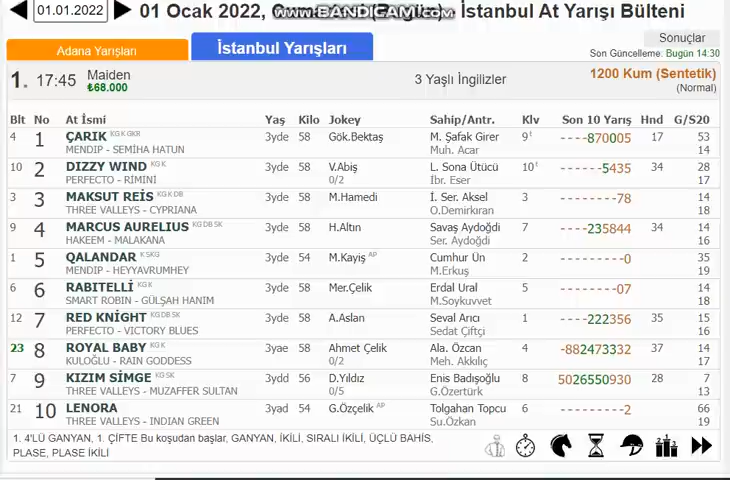 01.01.2022 01 Ocak 2022, (Bugün) - İstanbul At Yarışı Bülteni
WWW.BANDICAM.COM
Adana Yarışları İstanbul Yarışları Sonuçlar
Son Güncelleme: Bugün 14:30
1. 17:45 Maiden 3 Yaşlı İngilizler 1200 Kum (Sentetik)
₺68.000 (Normal)
Blt No At İsmi Yaş Kilo Jokey Sahip/Antr. Klv Son 10 Yarış Hnd G/S20
4 1 ÇARIK KG K GKR 3yde 58 Gök.Bektaş M. Şafak Girer 9 t ----870005 17 53
MENDIP - SEMİHA HATUN Muh. Acar 14
10 2 DIZZY WIND KG K 3yde 58 V.Abiş L. Sona Ütücü 10 t ------5435 34 28
PERFECTO - RİMİNİ 0/2 İbr. Eser 17
3 3 MAKSUT REİS KG K DB 3yde 58 M.Hamedi İ. Ser. Aksel 3 --------78 14
THREE VALLEYS - CYPRIANA O.Demirkıran 18
9 4 MARCUS AURELIUS KG DB SK 3yde 58 H.Altın Savaş Aydoğdi 7 ----235844 34 14
HAKEEM - MALAKANA Ser. Aydoğdi 16
1 5 QALANDAR K SKG 3yde 54 M.Kayiş AP Cumhur Ün 2 ---------0 35
MENDIP - HEYYAVRUMHEY M.Erkuş 19
6 6 RABITELLİ KG K 3yde 58 Mer.Çelik Erdal Ural 5 --------07 14
SMART ROBIN - GÜLŞAH HANIM M.Soykuvvet 18
12 7 RED KNİGHT KG DB SK 3yde 58 A.Aslan Seval Arıcı 1 ----222356 35 15
PERFECTO - VICTORY BLUES Sedat Çiftçi 16
23 8 ROYAL BABY KG K 3yae 58 Ahmet Çelik Ala. Özcan 4 -882473332 37 14
KULOĞLU - RAIN GODDESS 0/2 Meh. Akkılıç 17
7 9 KIZIM SİMGE KG SK 3ydd 56 D.Yıldız Enis Badışoğlu 8 5026550930 28 7
THREE VALLEYS - MUZAFFER SULTAN 0/5 G.Özertürk 13
21 10 LENORA 3yad 54 G.Özçelik AP Tolgahan Topcu 6 ---------2 66
THREE VALLEYS - INDIAN GREEN Su.Özkan 19
1. 4'LÜ GANYAN, 1. ÇİFTE Bu koşudan başlar, GANYAN, İKİLİ, SIRALI İKİLİ, ÜÇLÜ BAHİS,
PLASE, PLASE İKİLİ